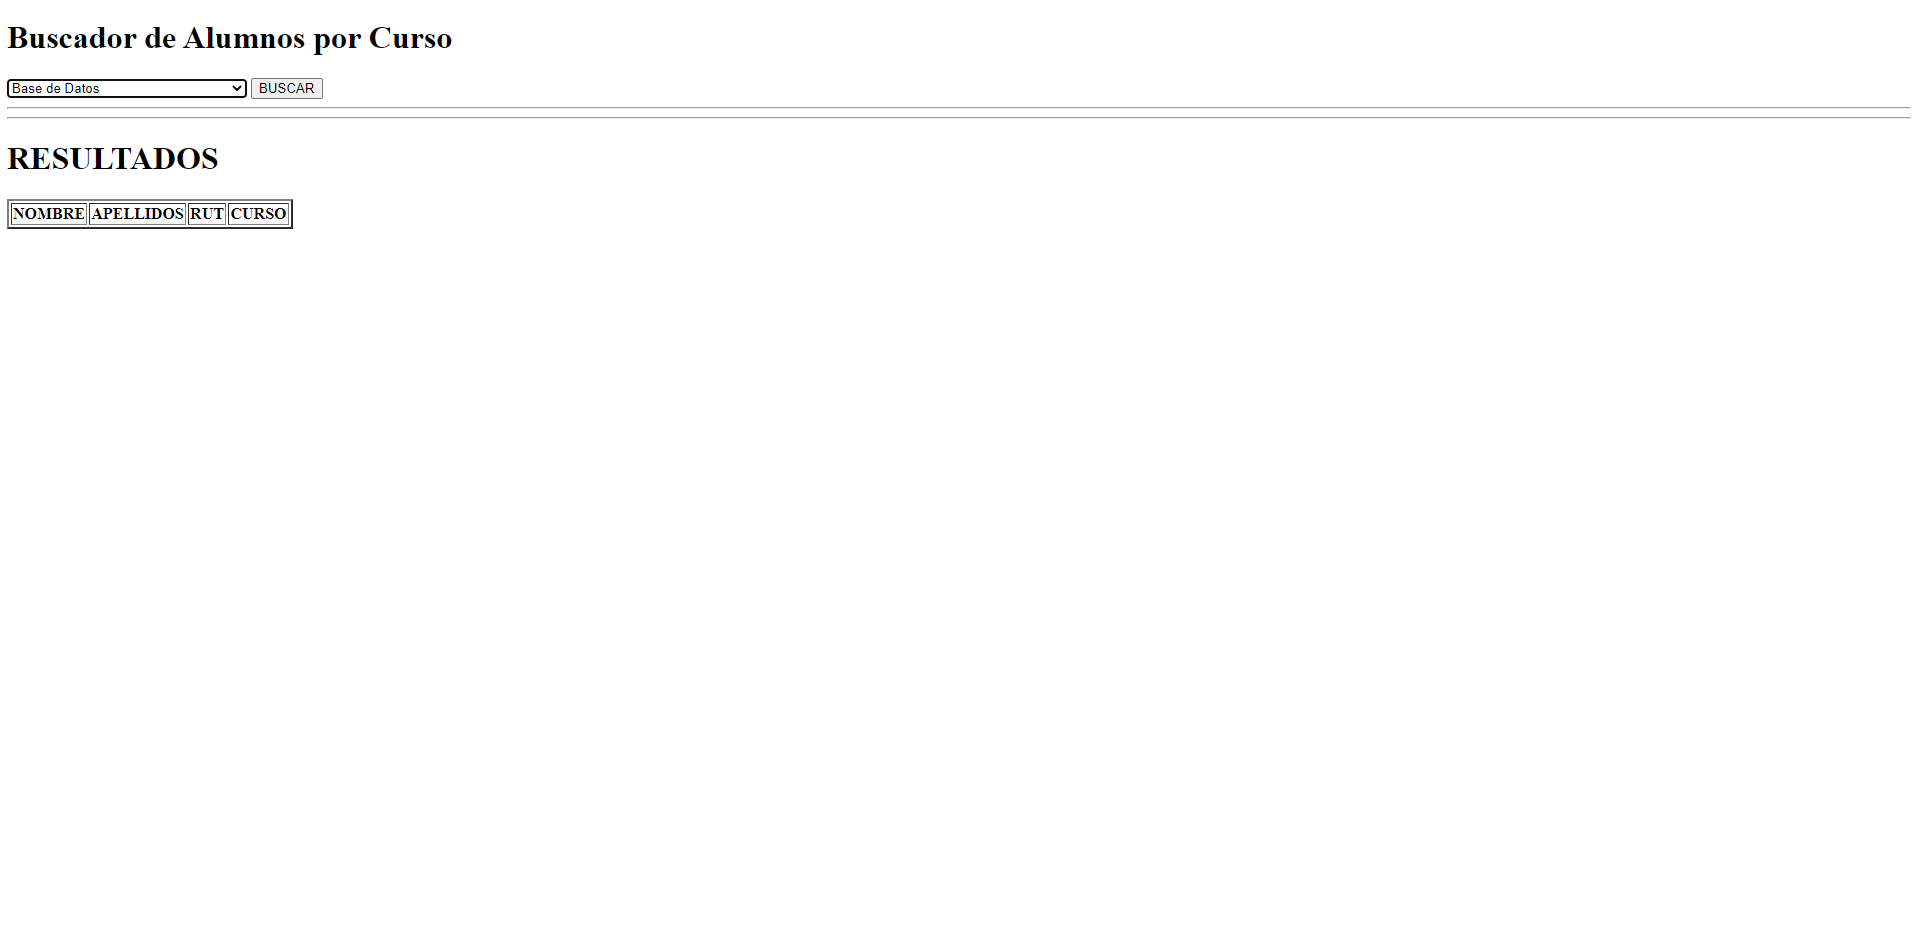 Buscador de Alumnos por Curso
Base de Datos BUSCAR
RESULTADOS
NOMBRE APELLIDOS RUT CURSO